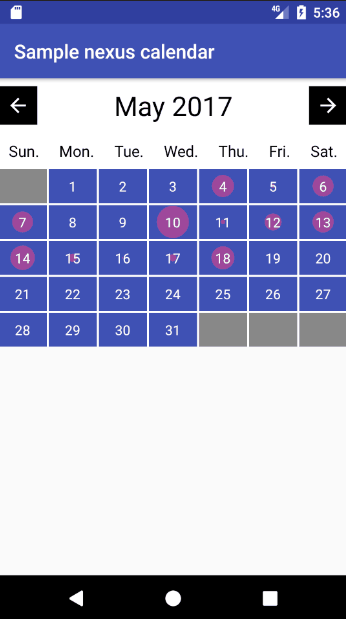 4G 5:36
Sample nexus calendar
May 2017
Sun. Mon. Tue. Wed. Thu. Fri. Sat.
1 2 3 4 5 6
7 8 9 10 11 12 13
14 15 16 17 18 19 20
21 22 23 24 25 26 27
28 29 30 31